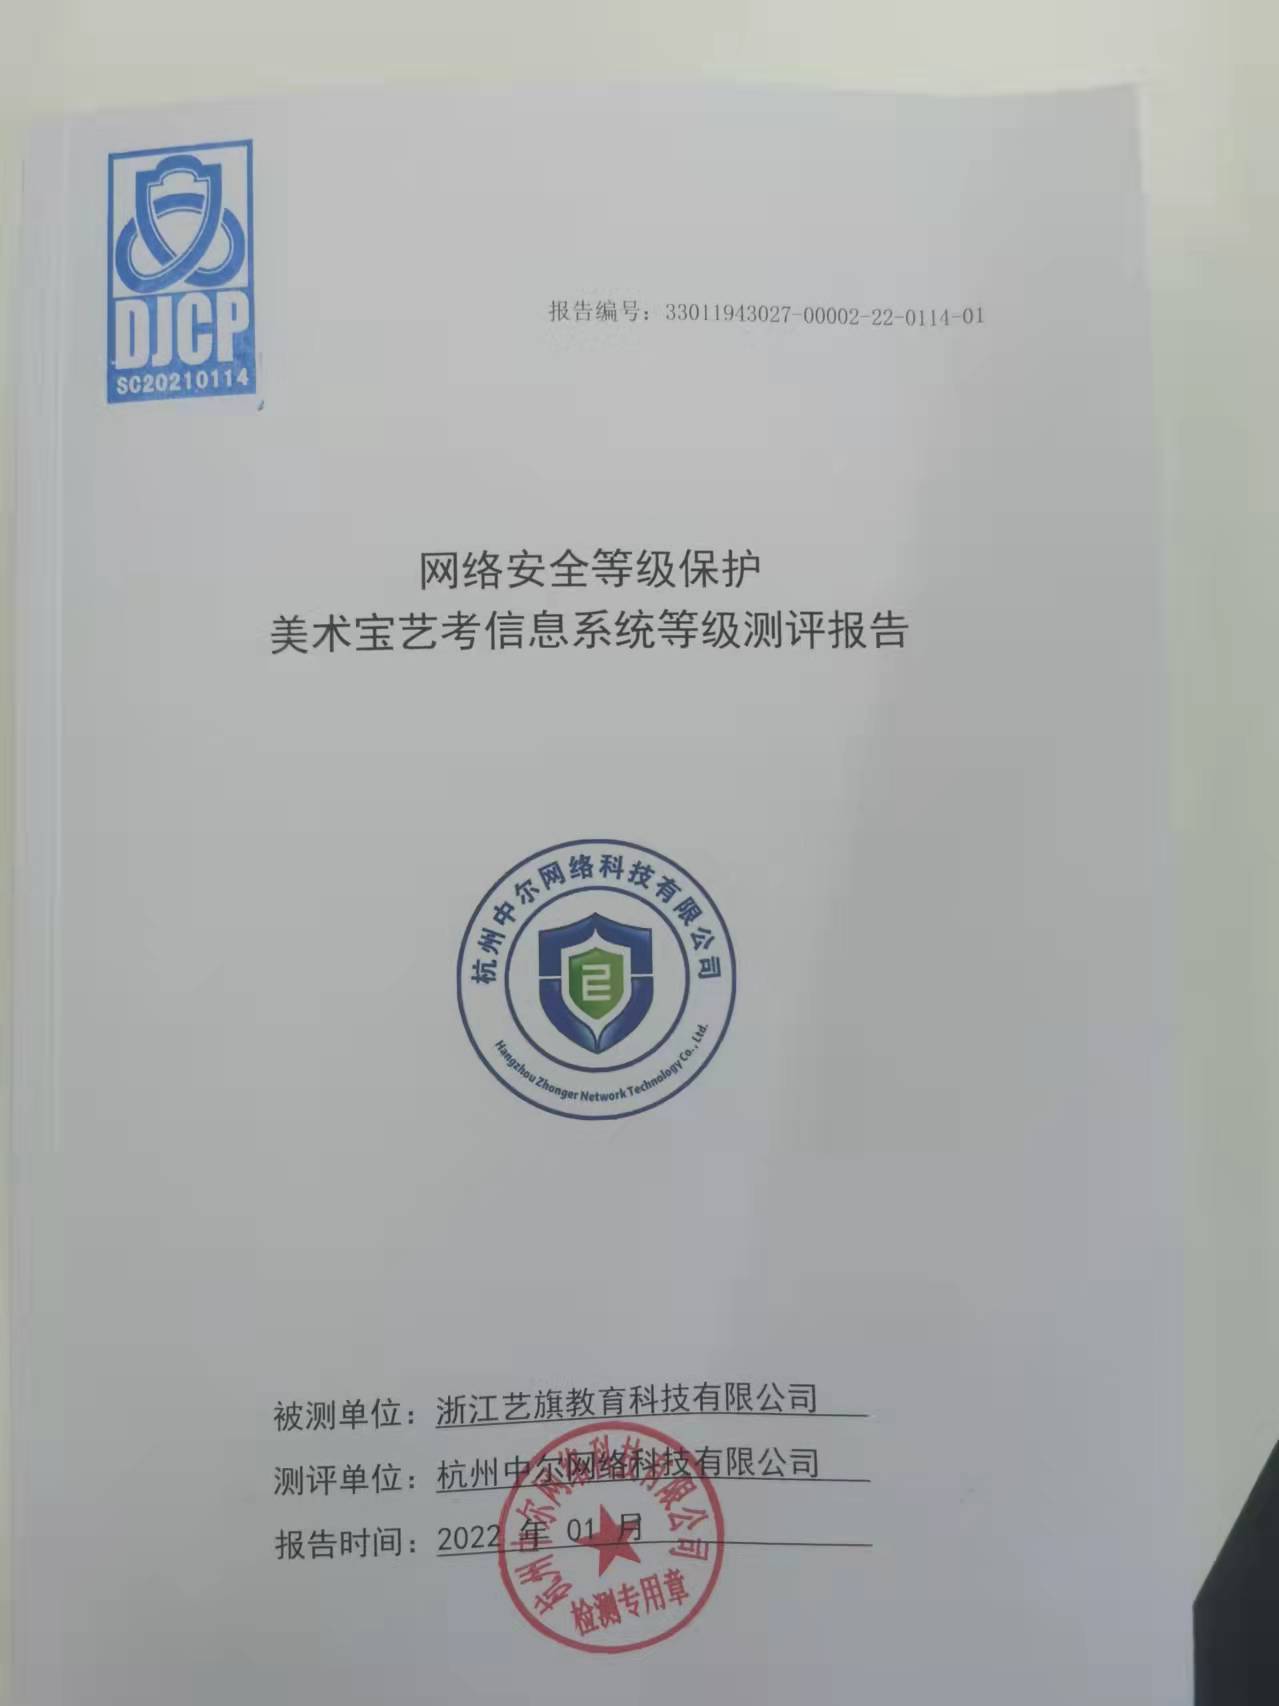 DJCP
SC20210114
报告编号：33011943027-00002-22-0114-01
网络安全等级保护
美术宝艺考信息系统等级测评报告
杭州中尔网络科技有限公司
Hangzhou Zhonger Network Technology Co., Ltd.
被测单位：浙江艺旗教育科技有限公司
测评单位：杭州中尔网络科技有限公司
报告时间：2022 年 01 月
杭州中尔网络科技有限公司
检测专用章